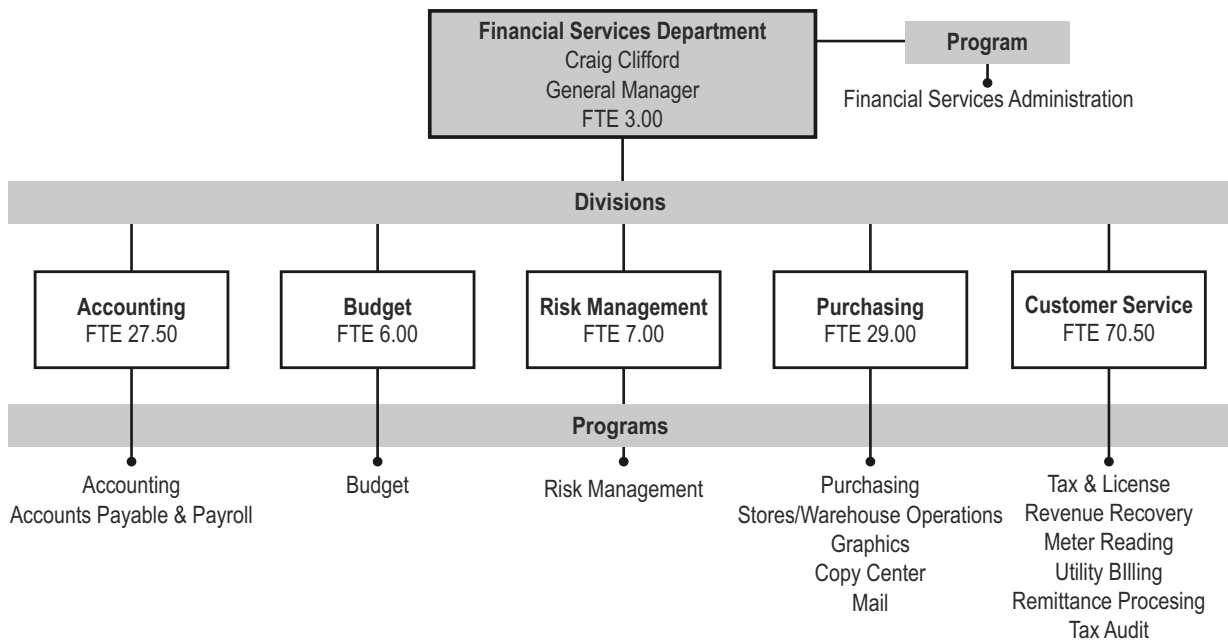 Financial Services Department
Craig Clifford
General Manager
FTE 3.00
Program
Financial Services Administration
Divisions
Accounting
FTE 27.50
Budget
FTE 6.00
Risk Management
FTE 7.00
Purchasing
FTE 29.00
Customer Service
FTE 70.50
Programs
Accounting
Accounts Payable & Payroll
Budget
Risk Management
Purchasing
Stores/Warehouse Operations
Graphics
Copy Center
Mail
Tax & License
Revenue Recovery
Meter Reading
Utility BIlling
Remittance Procesing
Tax Audit